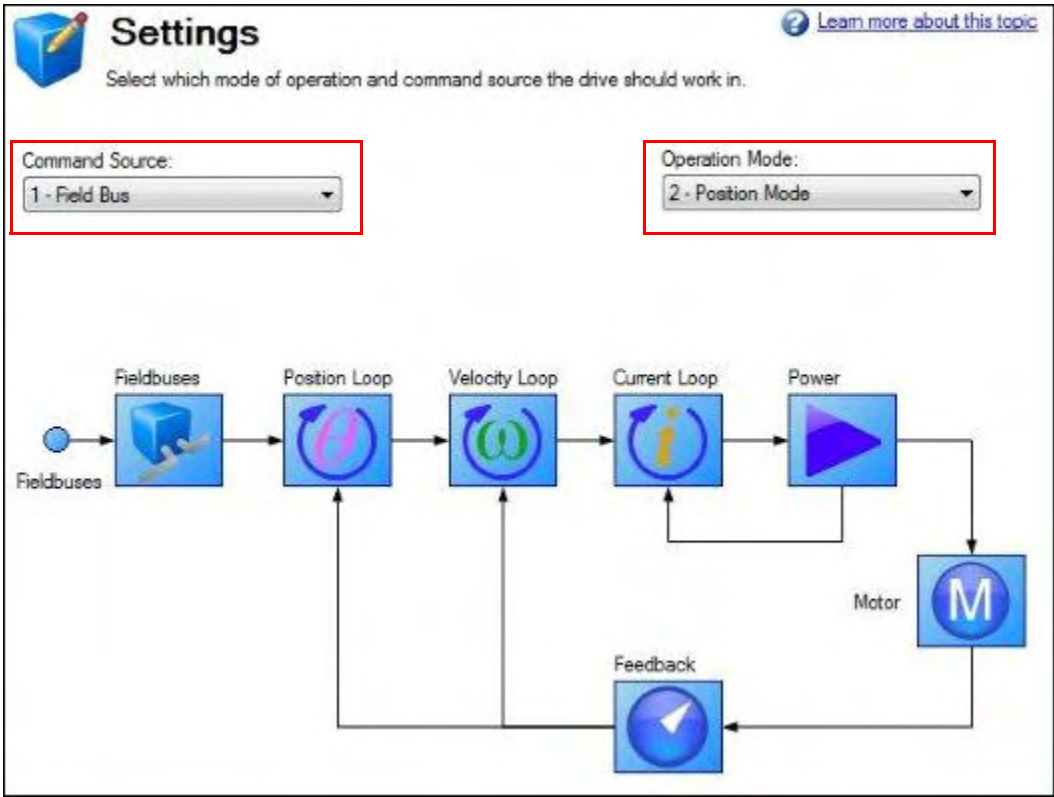 Settings
Learn more about this topic
Select which mode of operation and command source the drive should work in.
Command Source:
1 - Field Bus
Operation Mode:
2 - Position Mode
Fieldbuses
Position Loop
Velocity Loop
Current Loop
Power
θ
ω
i
Fieldbuses
Motor
M
Feedback